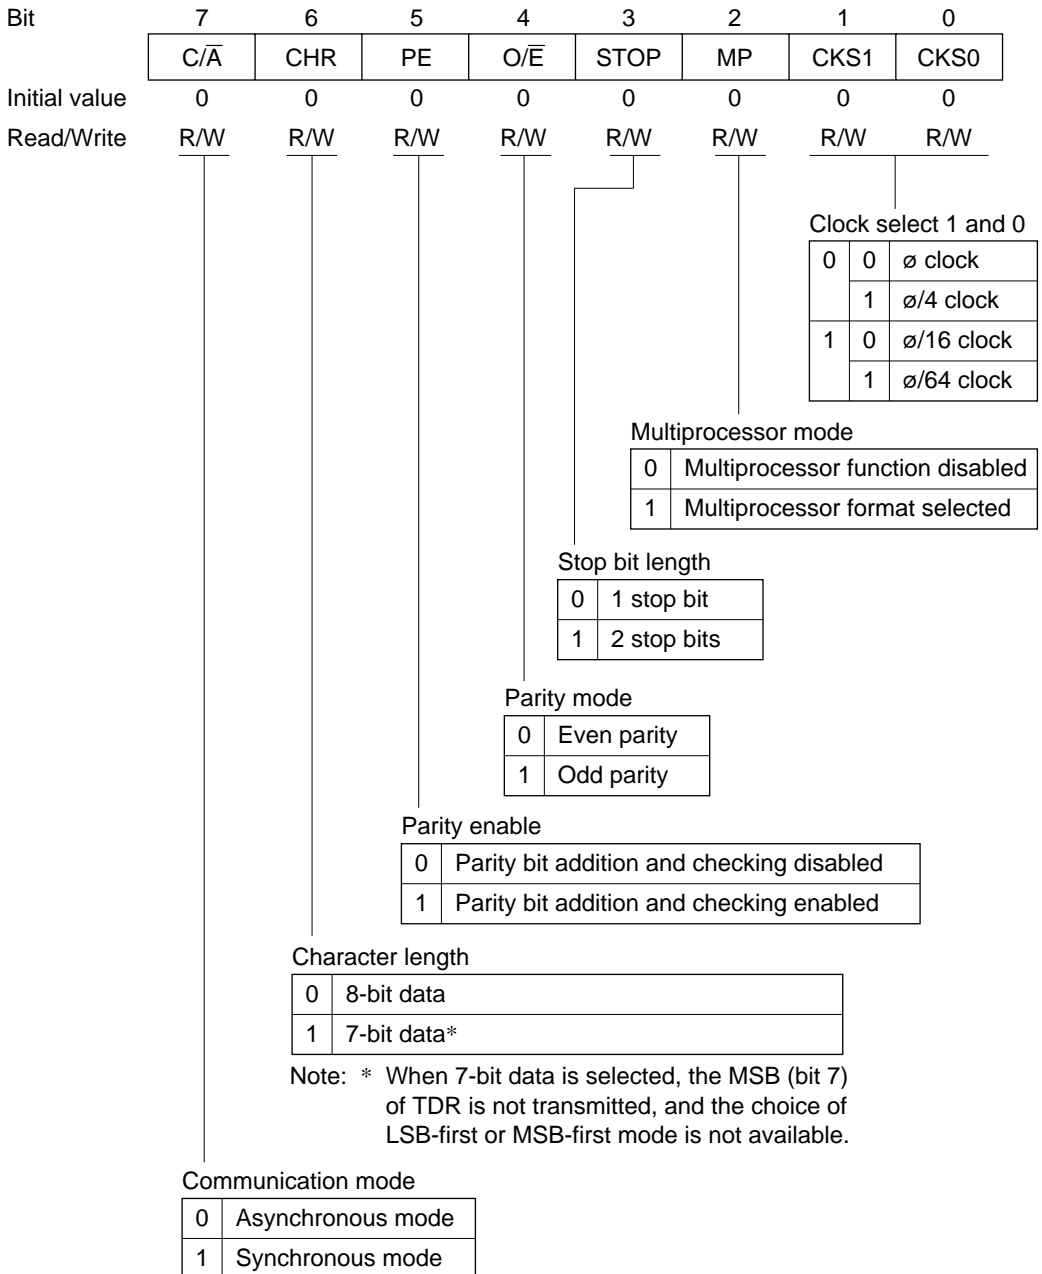 Bit 7 6 5 4 3 2 1 0
C/A̅ CHR PE O/E̅ STOP MP CKS1 CKS0
Initial value 0 0 0 0 0 0 0 0
Read/Write R/W R/W R/W R/W R/W R/W R/W R/W
Clock select 1 and 0
0 0 ø clock
1 ø/4 clock
1 0 ø/16 clock
1 ø/64 clock
Multiprocessor mode
0 Multiprocessor function disabled
1 Multiprocessor format selected
Stop bit length
0 1 stop bit
1 2 stop bits
Parity mode
0 Even parity
1 Odd parity
Parity enable
0 Parity bit addition and checking disabled
1 Parity bit addition and checking enabled
Character length
0 8-bit data
1 7-bit data*
Note: * When 7-bit data is selected, the MSB (bit 7)
of TDR is not transmitted, and the choice of
LSB-first or MSB-first mode is not available.
Communication mode
0 Asynchronous mode
1 Synchronous mode